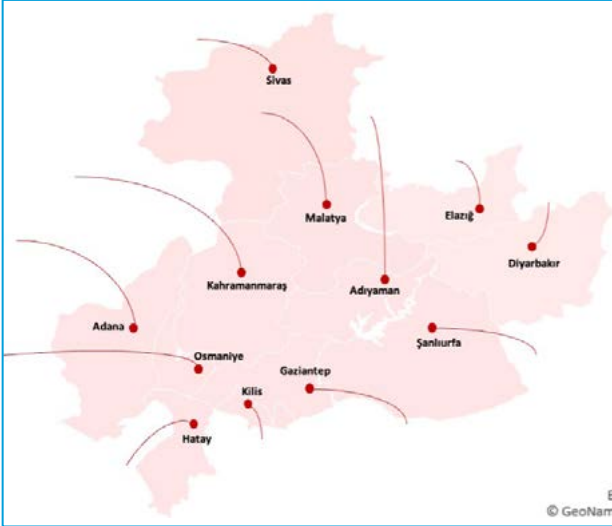 Sivas
Malatya
Elazığ
Diyarbakır
Kahramanmaraş
Adıyaman
Adana
Şanlıurfa
Osmaniye
Gaziantep
Kilis
Hatay
© GeoNam